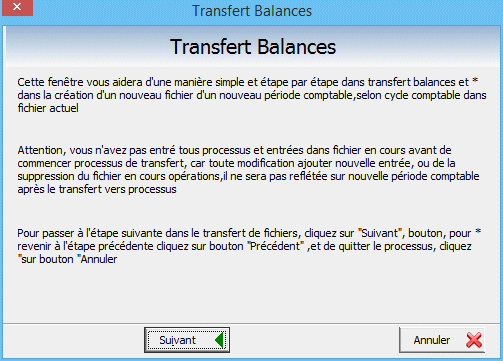 Transfert Balances
Transfert Balances
Cette fenêtre vous aidera d'une manière simple et étape par étape dans transfert balances et *
dans la création d'un nouveau fichier d'un nouveau période comptable,selon cycle comptable dans
fichier actuel
Attention, vous n'avez pas entré tous processus et entrées dans fichier en cours avant de
commencer processus de transfert, car toute modification ajouter nouvelle entrée, ou de la
suppression du fichier en cours opérations,il ne sera pas reflétée sur nouvelle période comptable
après le transfert vers processus
Pour passer à l'étape suivante dans le transfert de fichiers, cliquez sur "Suivant", bouton, pour *
revenir à l'étape précédente cliquez sur bouton "Précédent" ,et de quitter le processus, cliquez
"sur bouton "Annuler
Suivant
Annuler